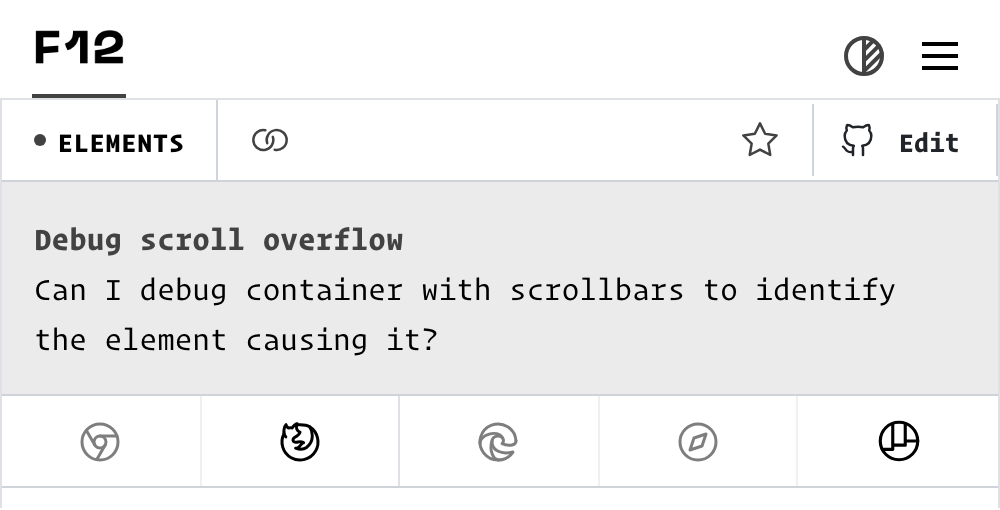 F12
ELEMENTS
Edit
Debug scroll overflow
Can I debug container with scrollbars to identify
the element causing it?